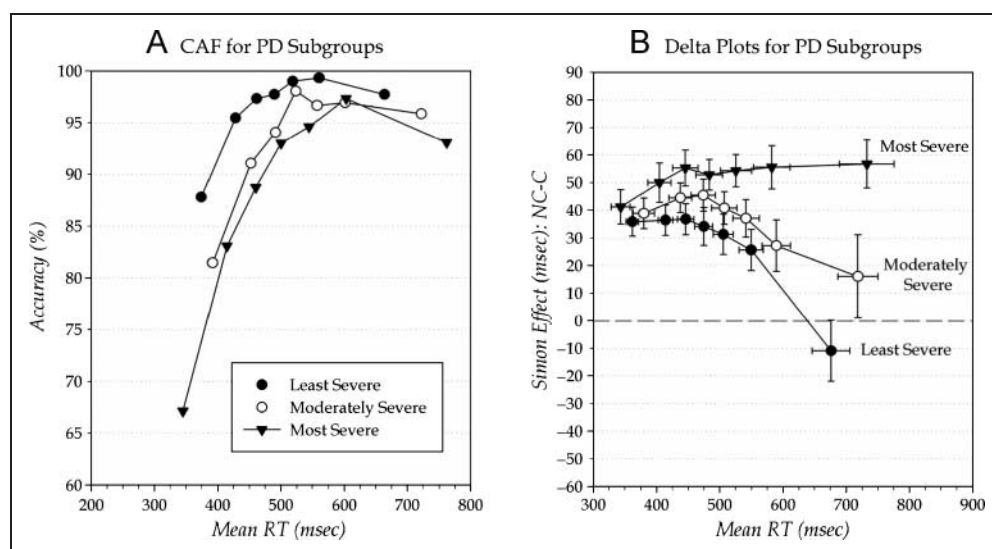 A CAF for PD Subgroups
100
95
90
85
80
75
70
65
60
Accuracy (%)
Least Severe
Moderately Severe
Most Severe
200 300 400 500 600 700 800
Mean RT (msec)
B Delta Plots for PD Subgroups
90
80
70
60
50
40
30
20
10
0
−10
−20
−30
−40
−50
−60
Simon Effect (msec): NC-C
Most Severe
Moderately
Severe
Least Severe
300 400 500 600 700 800 900
Mean RT (msec)